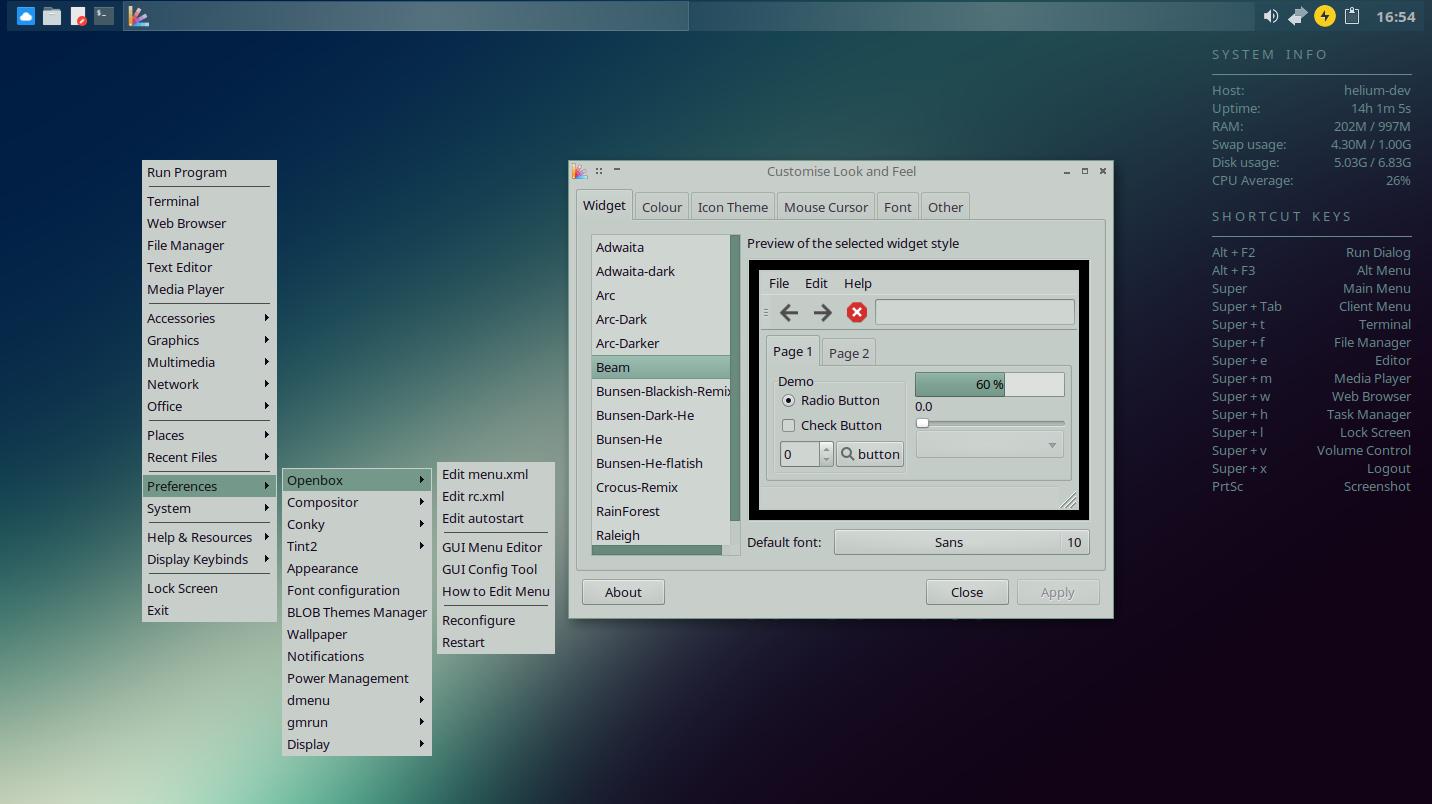 $-
16:54
SYSTEM INFO
Host: helium-dev
Uptime: 14h 1m 5s
RAM: 202M / 997M
Swap usage: 4.30M / 1.00G
Disk usage: 5.03G / 6.83G
CPU Average: 26%
SHORTCUT KEYS
Alt + F2 Run Dialog
Alt + F3 Alt Menu
Super Main Menu
Super + Tab Client Menu
Super + t Terminal
Super + f File Manager
Super + e Editor
Super + m Media Player
Super + w Web Browser
Super + h Task Manager
Super + l Lock Screen
Super + v Volume Control
Super + x Logout
PrtSc Screenshot
Run Program
Terminal
Web Browser
File Manager
Text Editor
Media Player
Accessories
Graphics
Multimedia
Network
Office
Places
Recent Files
Preferences
System
Help & Resources
Display Keybinds
Lock Screen
Exit
Openbox
Compositor
Conky
Tint2
Appearance
Font configuration
BLOB Themes Manager
Wallpaper
Notifications
Power Management
dmenu
gmrun
Display
Edit menu.xml
Edit rc.xml
Edit autostart
GUI Menu Editor
GUI Config Tool
How to Edit Menu
Reconfigure
Restart
Customise Look and Feel
Widget Colour Icon Theme Mouse Cursor Font Other
Adwaita
Adwaita-dark
Arc
Arc-Dark
Arc-Darker
Beam
Bunsen-Blackish-Remix
Bunsen-Dark-He
Bunsen-He
Bunsen-He-flatish
Crocus-Remix
RainForest
Raleigh
Preview of the selected widget style
File Edit Help
Page 1 Page 2
Demo
Radio Button
Check Button
0 button
60 %
0.0
Default font: Sans 10
About Close Apply